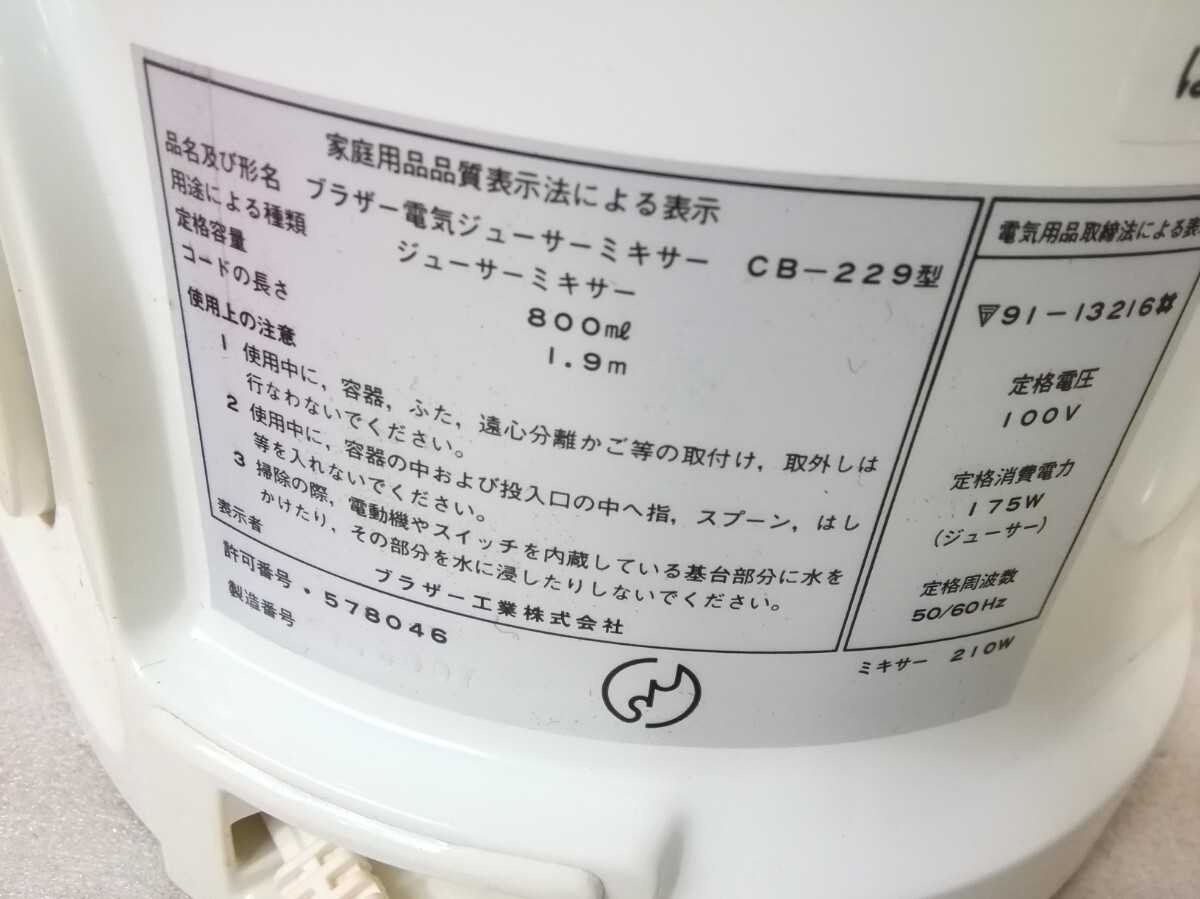 家庭用品品質表示法による表示
品名及び形名 ブラザー電気ジューサーミキサー CB-229型
用途による種類 ジューサーミキサー
定格容量 800ml
コードの長さ 1.9m
使用上の注意
1 使用中に,容器,ふた,遠心分離かご等の取付け,取外しは
行なわないでください。
2 使用中に,容器の中および投入口の中へ指,スプーン,はし
等を入れないでください。
3 掃除の際,電動機やスイッチを内蔵している基台部分に水を
かけたり,その部分を水に浸したりしないでください。
表示者 ブラザー工業株式会社
許可番号・578046
製造番号
電気用品取締法による表
91-13216
定格電圧
100V
定格消費電力
175W
(ジューサー)
定格周波数
50/60Hz
ミキサー 210W